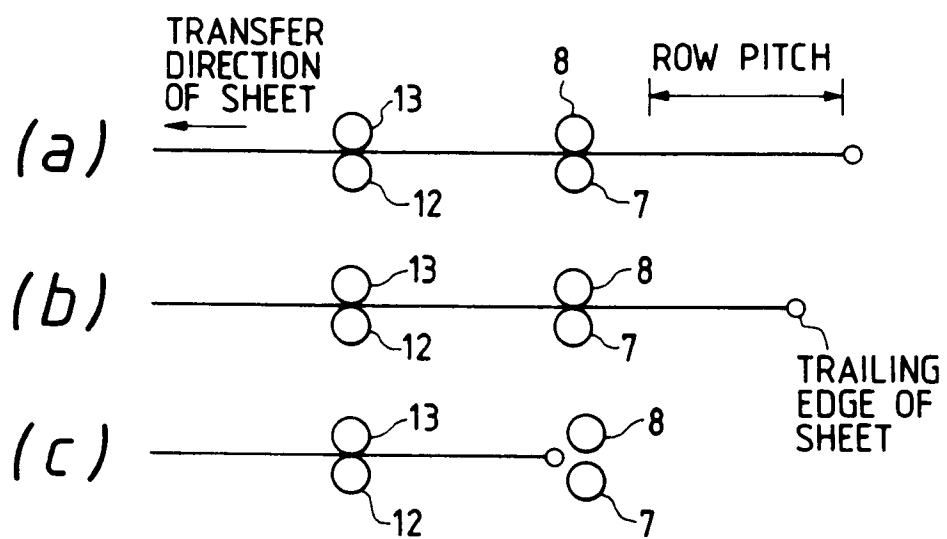 TRANSFER
DIRECTION
OF SHEET
ROW PITCH
(a)
13
8
12
7
(b)
13
8
12
7
TRAILING
EDGE OF
SHEET
(c)
13
8
12
7